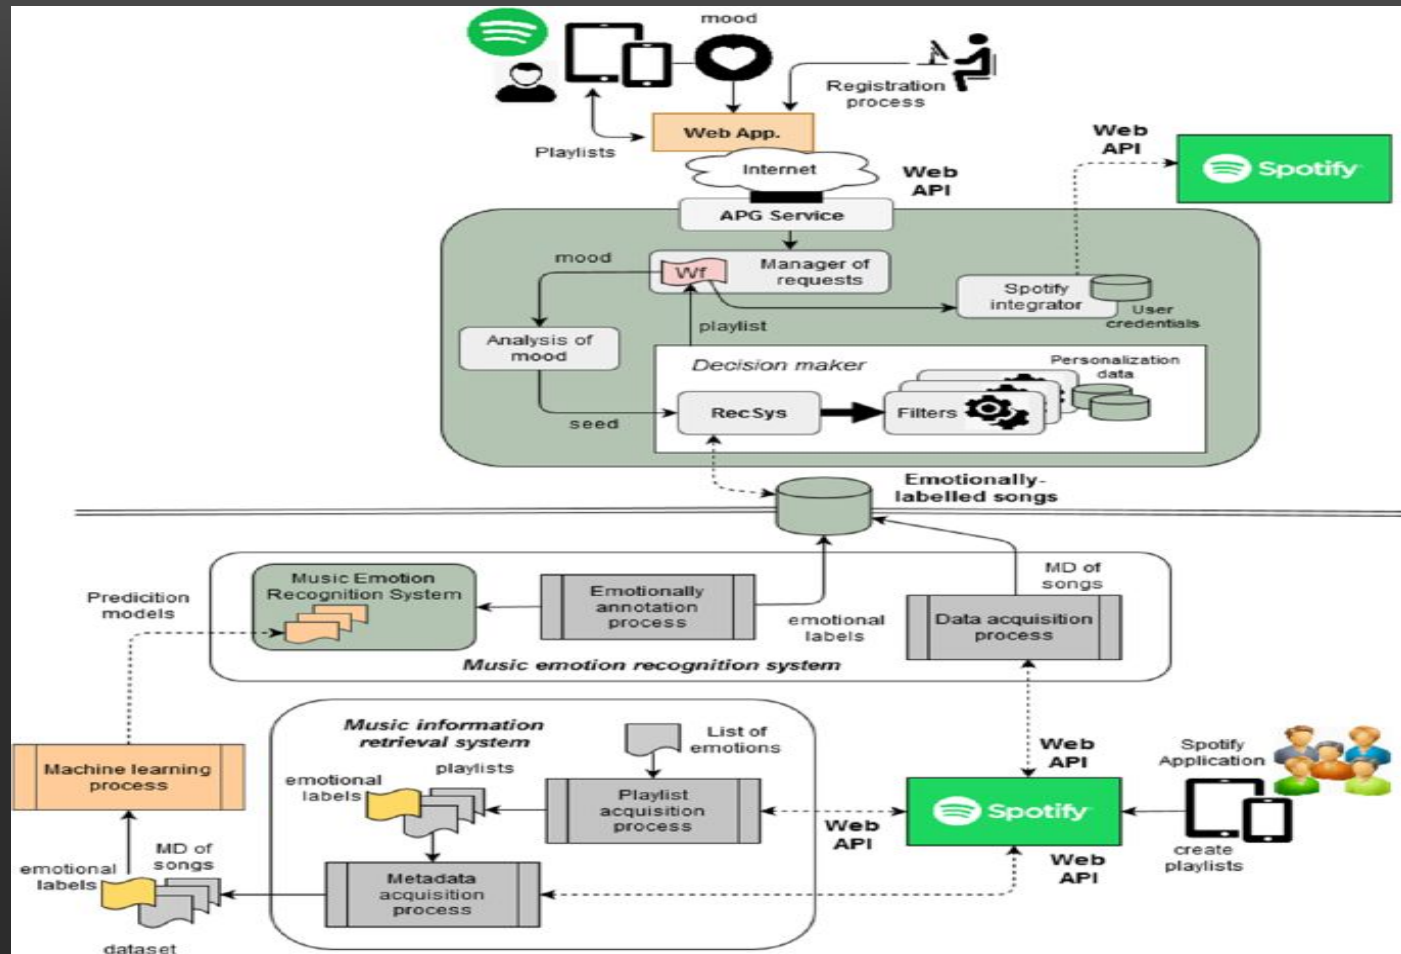 mood
Registration
process
Web App.
Playlists
Internet
Web
API
Web
API
Spotify
APG Service
mood
Wf
Manager of
requests
Spotify
integrator
User
credentials
playlist
Analysis of
mood
Decision maker
Personalization
data
RecSys
Filters
seed
Emotionally-
labelled songs
Predicition
models
Music Emotion
Recognition System
Emotionally
annotation
process
emotional
labels
MD of
songs
Data acquisition
process
Music emotion recognition system
Music information
retrieval system
List of
emotions
Machine learning
process
emotional
labels
playlists
Playlist
acquisition
process
Web
API
Web
API
Spotify
Spotify
Application
create
playlists
Web
API
emotional
labels
MD of
songs
Metadata
acquisition
process
dataset